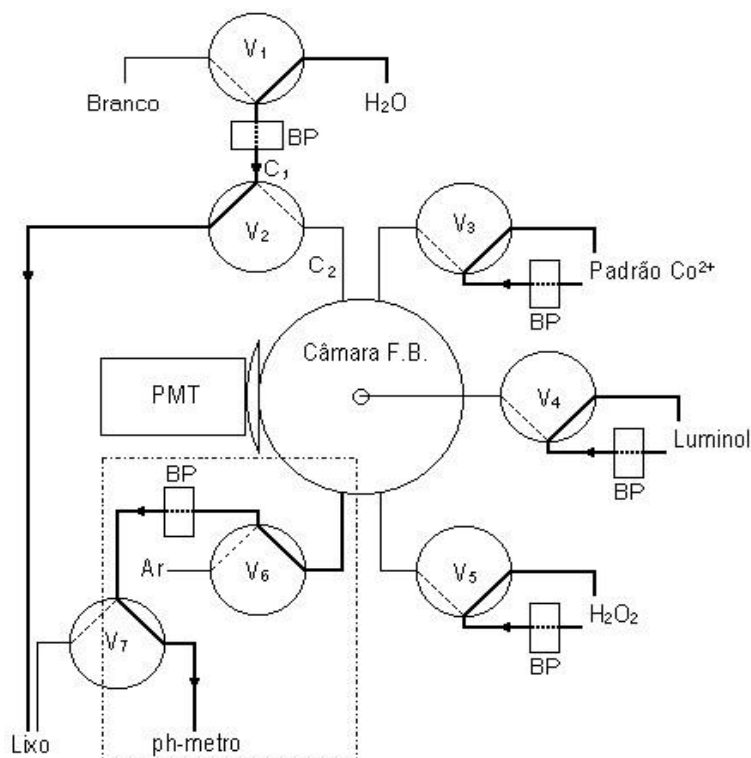 V₁
Branco
H₂O
BP
C₁
V₂
C₂
V₃
Padrão Co²⁺
BP
Câmara F.B.
PMT
V₄
Luminol
BP
BP
Ar
V₆
V₅
H₂O₂
BP
V₇
Lixo
ph-metro